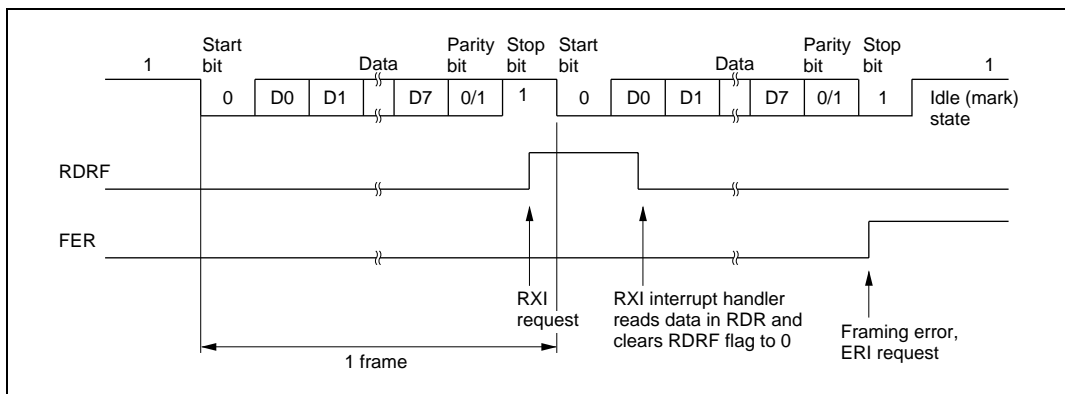 1
Start bit
Data
Parity bit
Stop bit
Start bit
Data
Parity bit
Stop bit
1
0 D0 D1 D7 0/1 1 0 D0 D1 D7 0/1 1 Idle (mark) state
RDRF
FER
RXI
request
RXI interrupt handler
reads data in RDR and
clears RDRF flag to 0
Framing error,
ERI request
1 frame